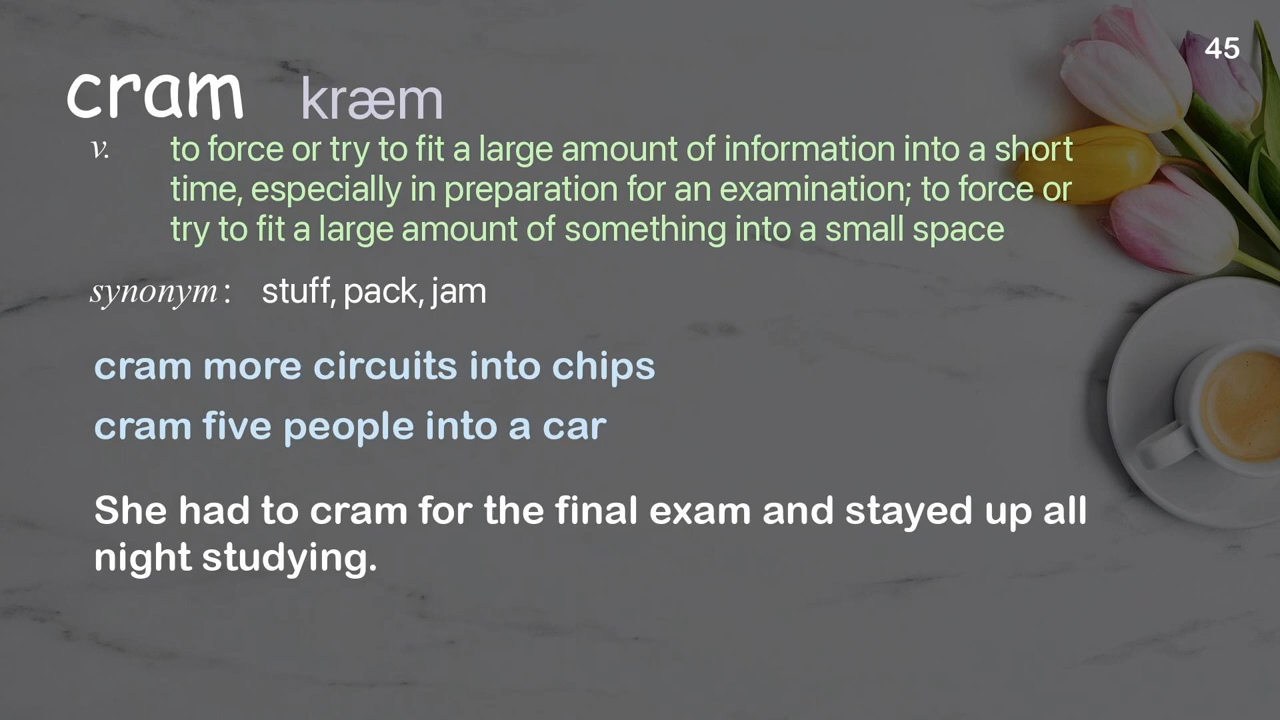 45
cram kræm
v. to force or try to fit a large amount of information into a short
time, especially in preparation for an examination; to force or
try to fit a large amount of something into a small space
synonym: stuff, pack, jam
cram more circuits into chips
cram five people into a car
She had to cram for the final exam and stayed up all
night studying.